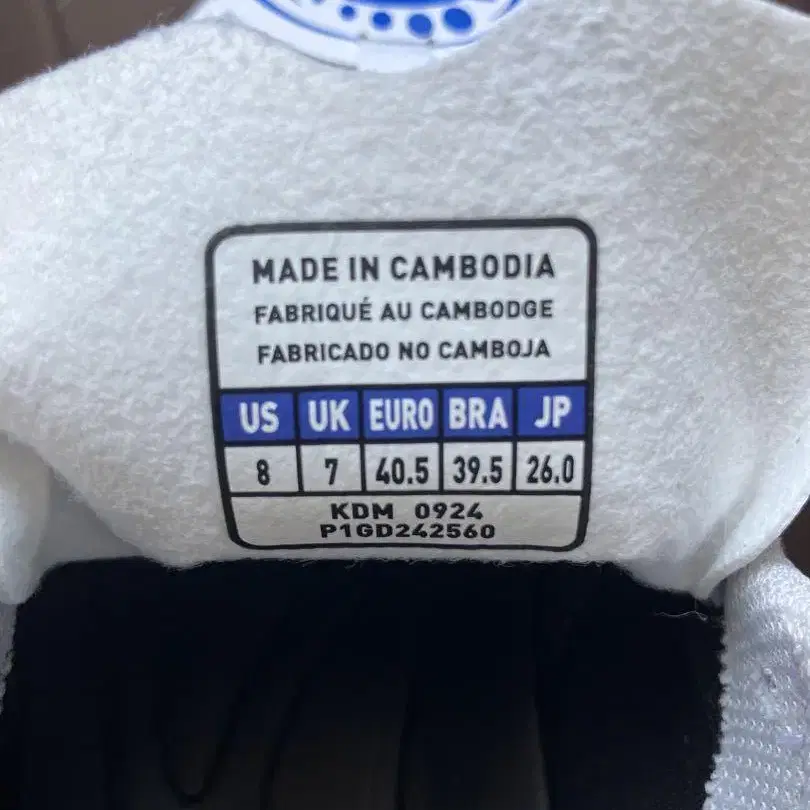 MADE IN CAMBODIA
FABRIQUÉ AU CAMBODGE
FABRICADO NO CAMBOJA
US UK EURO BRA JP
8 7 40.5 39.5 26.0
KDM 0924
P1GD242560